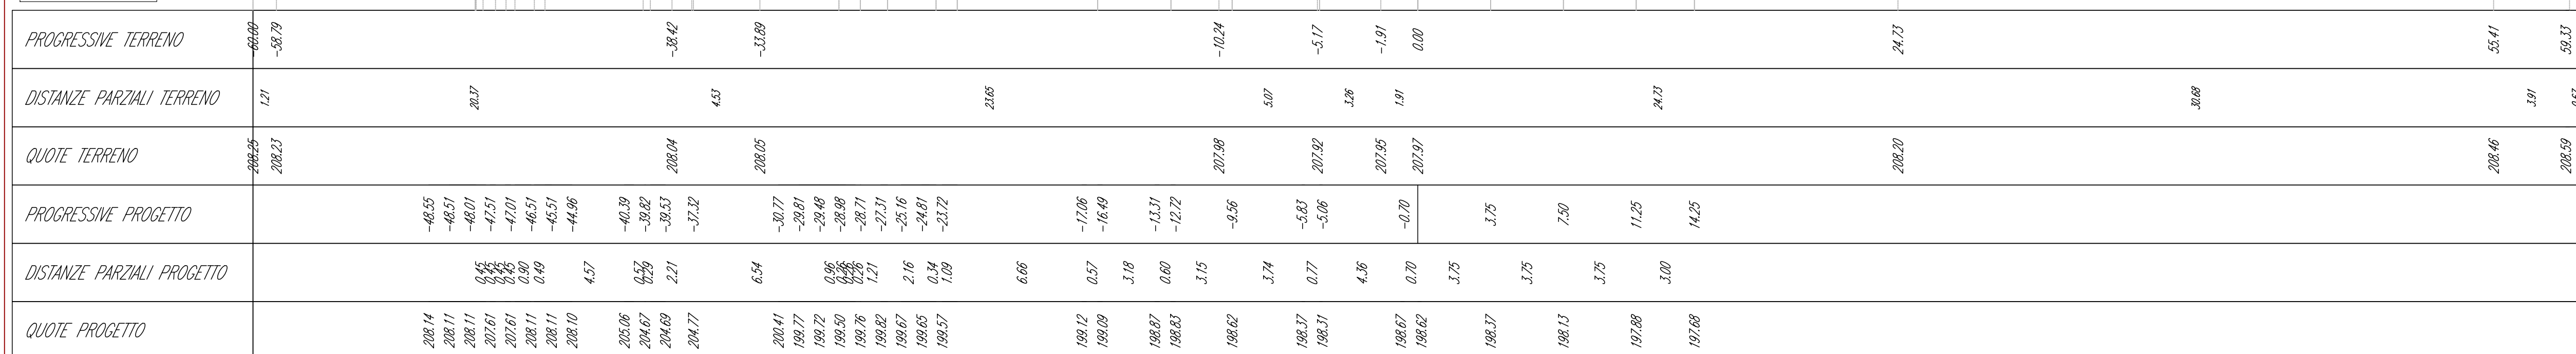 PROGRESSIVE TERRENO -60.00 -58.79 -38.42 -33.89 -10.24 -5.17 -1.91 0.00 24.73 55.41 59.33
DISTANZE PARZIALI TERRENO 1.21 20.37 4.53 23.65 5.07 3.26 1.91 24.73 30.68 3.91
QUOTE TERRENO 208.25 208.23 208.04 208.05 207.98 207.92 207.95 207.97 208.20 208.46 208.59
PROGRESSIVE PROGETTO -48.55 -48.51 -48.01 -47.51 -47.01 -46.51 -45.51 -44.96 -40.39 -39.82 -39.53 -37.32 -30.77 -29.81 -29.48 -28.98 -28.71 -27.31 -25.16 -24.81 -23.72 -17.06 -16.49 -13.31 -12.72 -9.56 -5.83 -5.06 -0.70 3.75 7.50 11.25 14.25
DISTANZE PARZIALI PROGETTO 0.45 0.45 0.45 0.45 0.90 0.49 4.57 0.57 0.29 2.21 6.54 0.96 0.26 1.21 2.16 0.34 1.09 6.66 0.57 3.18 0.60 3.15 3.74 0.77 4.36 0.70 3.75 3.75 3.75 3.00
QUOTE PROGETTO 208.14 208.11 208.11 207.61 207.61 208.11 208.11 208.10 205.06 204.67 204.69 204.77 200.41 199.77 199.72 199.50 199.76 199.82 199.67 199.65 199.57 199.12 199.09 198.87 198.83 198.62 198.37 198.31 198.67 198.62 198.37 198.13 197.88 197.68